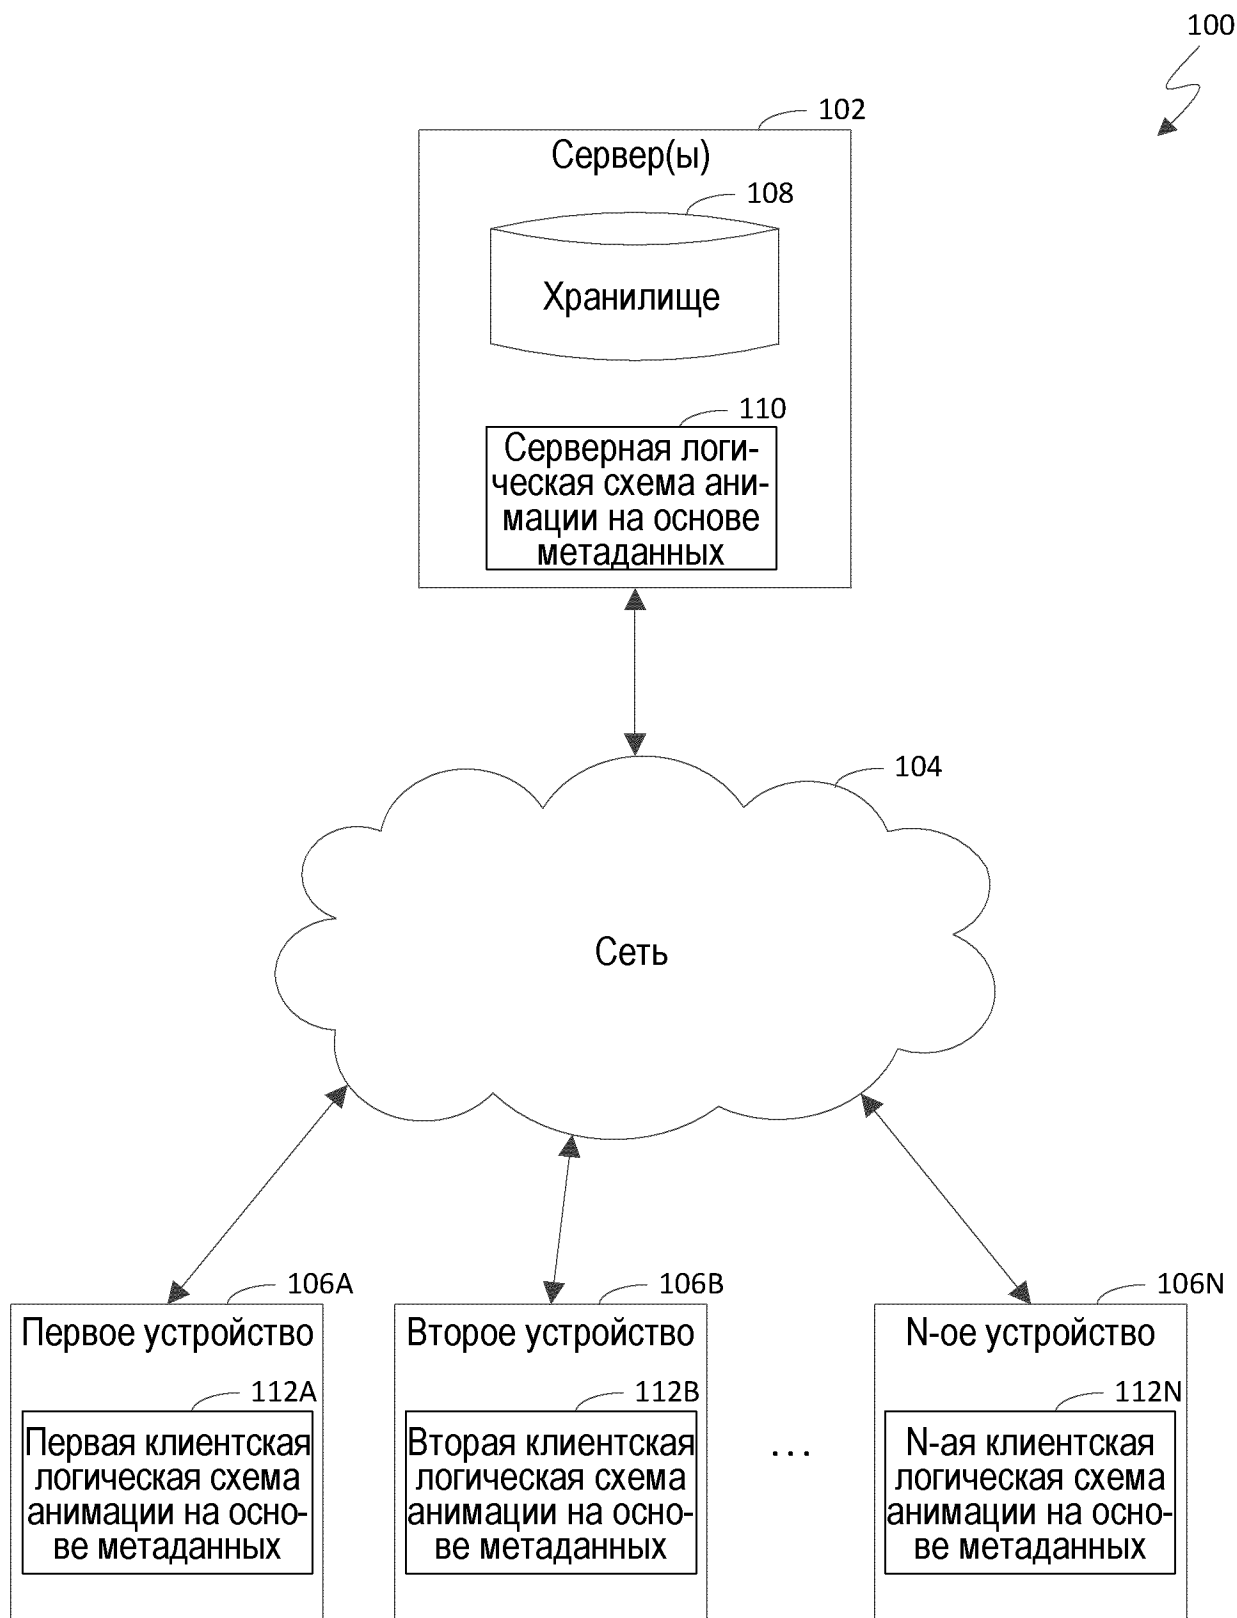 100
102
Сервер(ы)
108
Хранилище
110
Серверная логи-
ческая схема ани-
мации на основе
метаданных
104
Сеть
106A
Первое устройство
112A
Первая клиентская
логическая схема
анимации на осно-
ве метаданных
106B
Второе устройство
112B
Вторая клиентская
логическая схема
анимации на осно-
ве метаданных
...
106N
N-ое устройство
112N
N-ая клиентская
логическая схема
анимации на осно-
ве метаданных